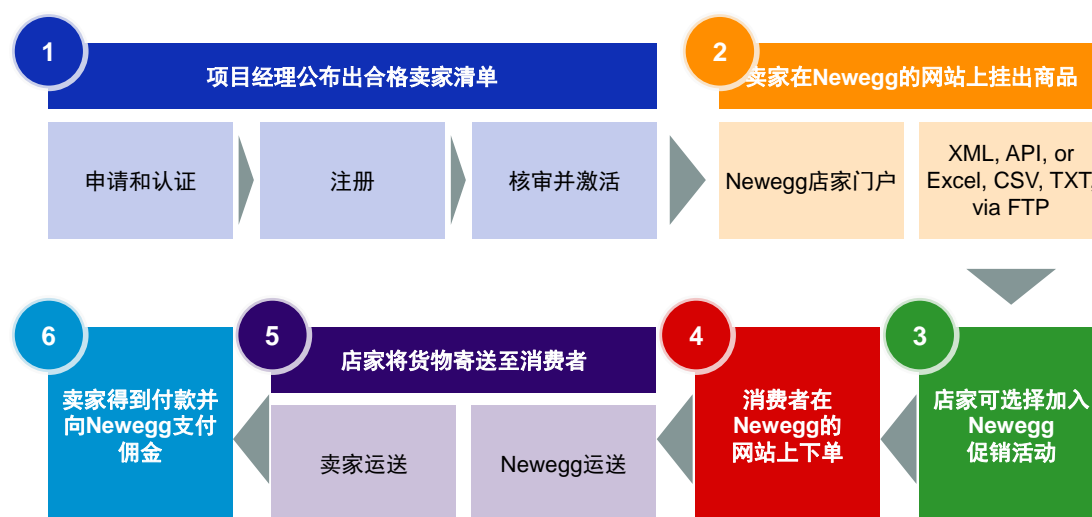 1
项目经理公布出合格卖家清单
申请和认证
注册
核审并激活
2
卖家在Newegg的网站上挂出商品
Newegg店家门户
XML, API, or
Excel, CSV, TXT,
via FTP
3
店家可选择加入
Newegg
促销活动
4
消费者在
Newegg的
网站上下单
5
店家将货物寄送至消费者
卖家运送
Newegg运送
6
卖家得到付款并
向Newegg支付
佣金